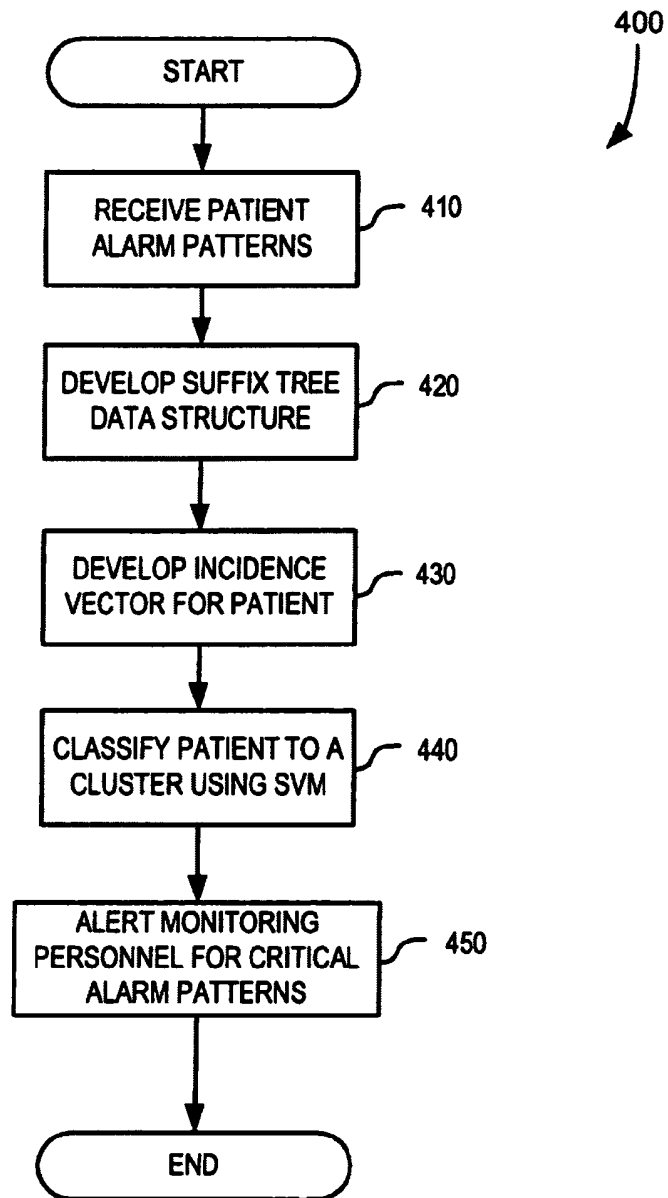 400
START
RECEIVE PATIENT
ALARM PATTERNS
410
DEVELOP SUFFIX TREE
DATA STRUCTURE
420
DEVELOP INCIDENCE
VECTOR FOR PATIENT
430
CLASSIFY PATIENT TO A
CLUSTER USING SVM
440
ALERT MONITORING
PERSONNEL FOR CRITICAL
ALARM PATTERNS
450
END